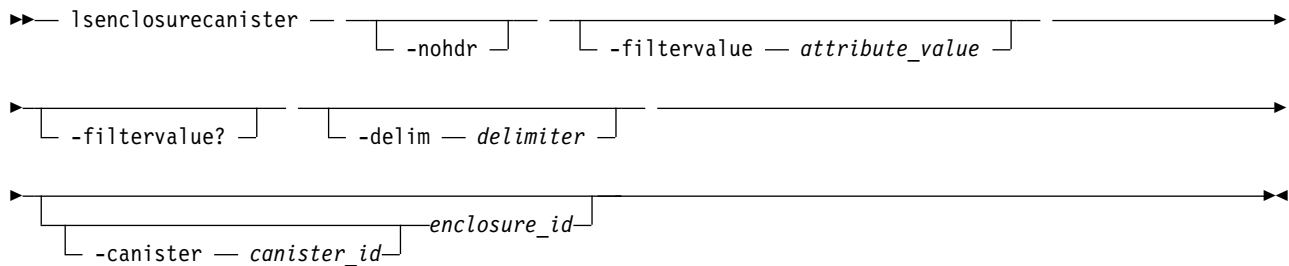 lsenclosurecanister
-nohdr
-filtervalue — attribute_value
-filtervalue?
-delim — delimiter
enclosure_id
-canister — canister_id